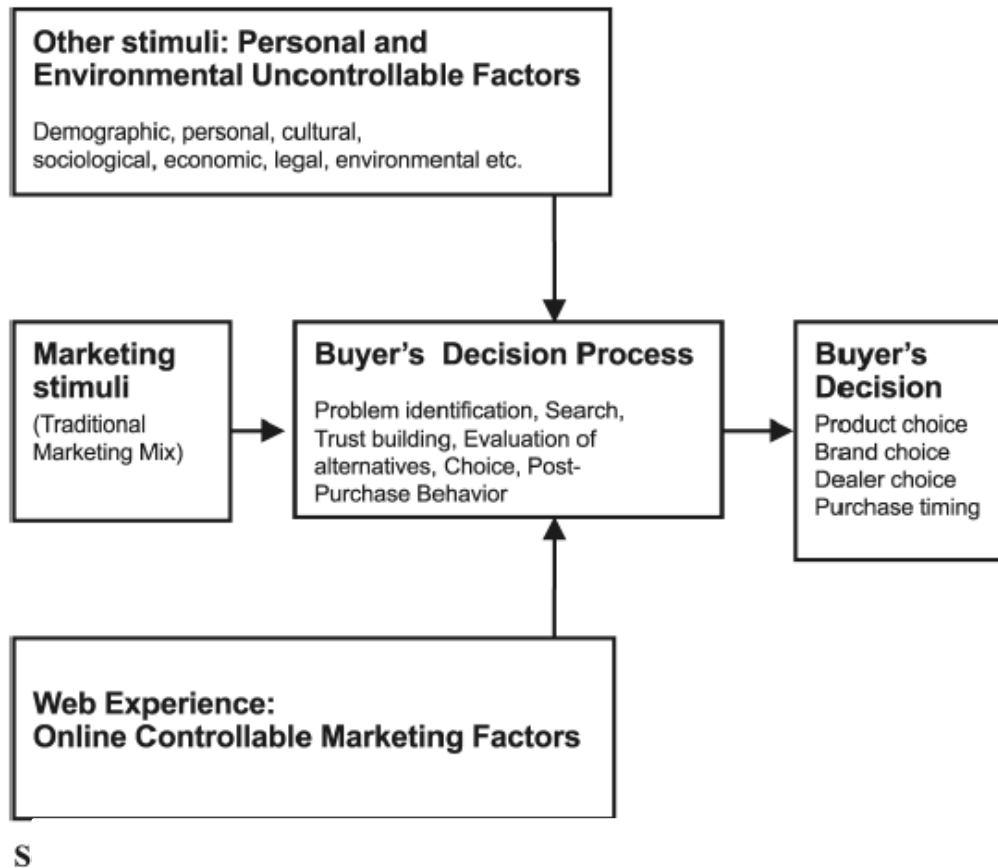 Other stimuli: Personal and
Environmental Uncontrollable Factors
Demographic, personal, cultural,
sociological, economic, legal, environmental etc.
Marketing
stimuli
(Traditional
Marketing Mix)
Buyer's Decision Process
Problem identification, Search,
Trust building, Evaluation of
alternatives, Choice, Post-
Purchase Behavior
Buyer's
Decision
Product choice
Brand choice
Dealer choice
Purchase timing
Web Experience:
Online Controllable Marketing Factors
s